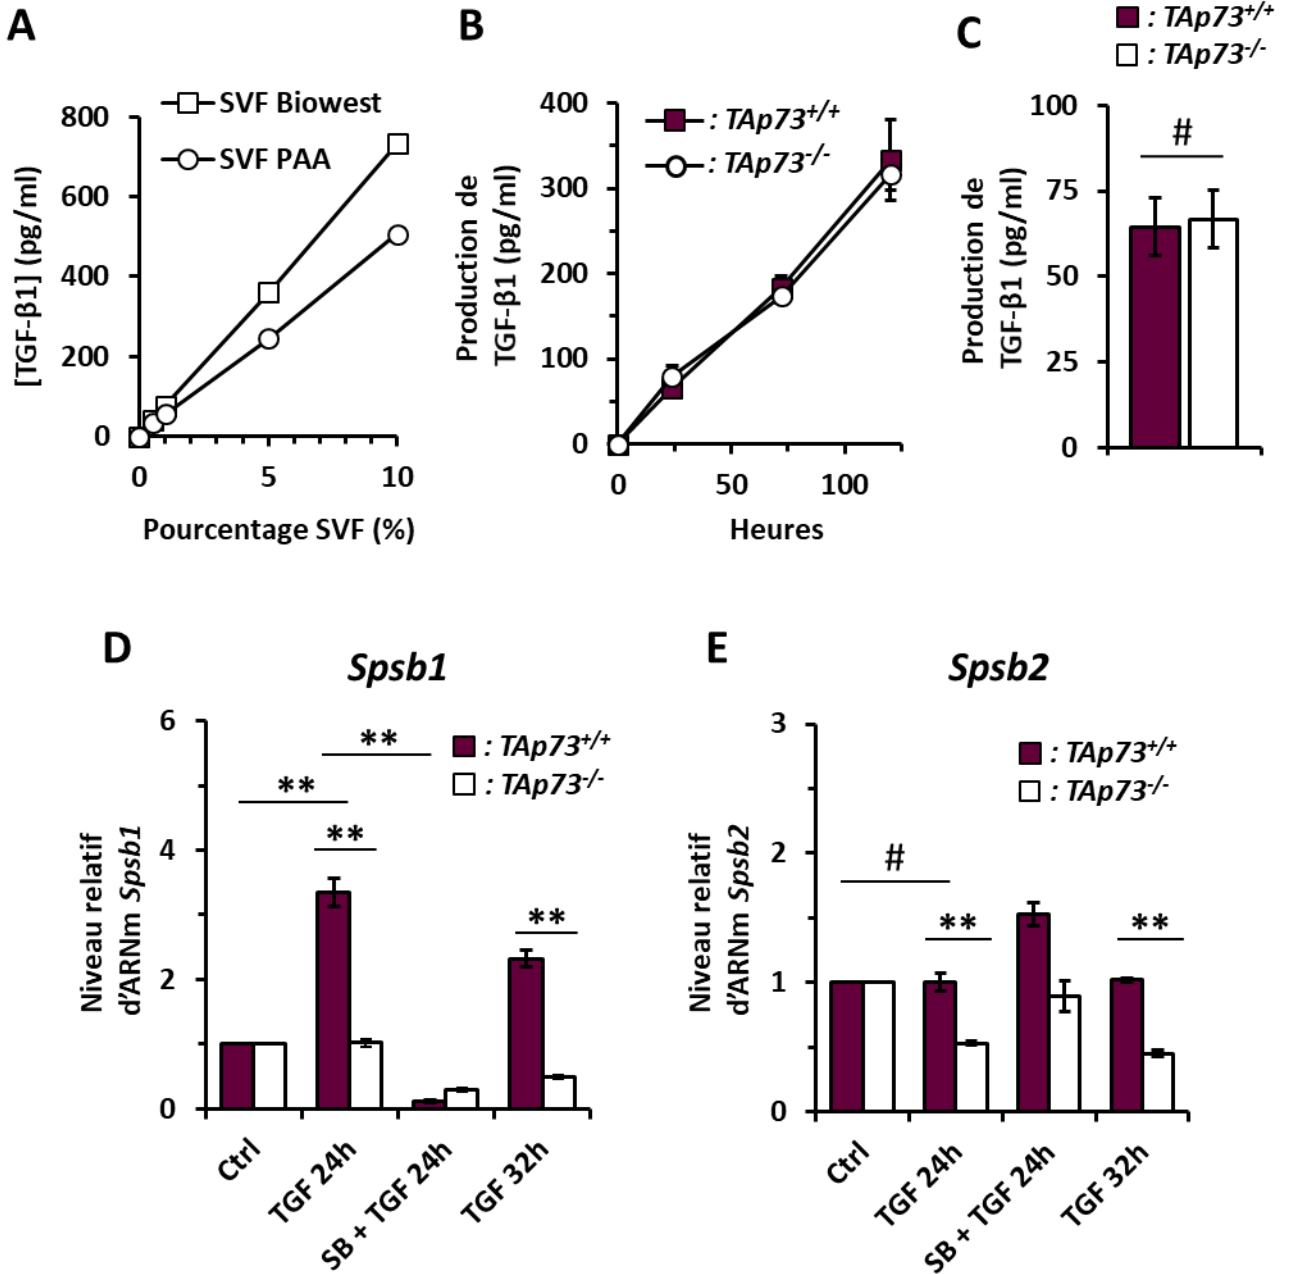 A
SVF Biowest
SVF PAA
[TGF-β1] (pg/ml)
800
600
400
200
0
0 5 10
Pourcentage SVF (%)
B
: TAp73+/+
: TAp73-/-
Production de
TGF-β1 (pg/ml)
400
300
200
100
0
0 50 100
Heures
C
: TAp73+/+
: TAp73-/-
#
Production de
TGF-β1 (pg/ml)
100
75
50
25
0
D
Spsb1
: TAp73+/+
: TAp73-/-
**
**
**
**
Niveau relatif
d'ARNm Spsb1
6
4
2
0
Ctrl
TGF 24h
SB + TGF 24h
TGF 32h
E
Spsb2
: TAp73+/+
: TAp73-/-
#
**
**
Niveau relatif
d'ARNm Spsb2
3
2
1
0
Ctrl
TGF 24h
SB + TGF 24h
TGF 32h